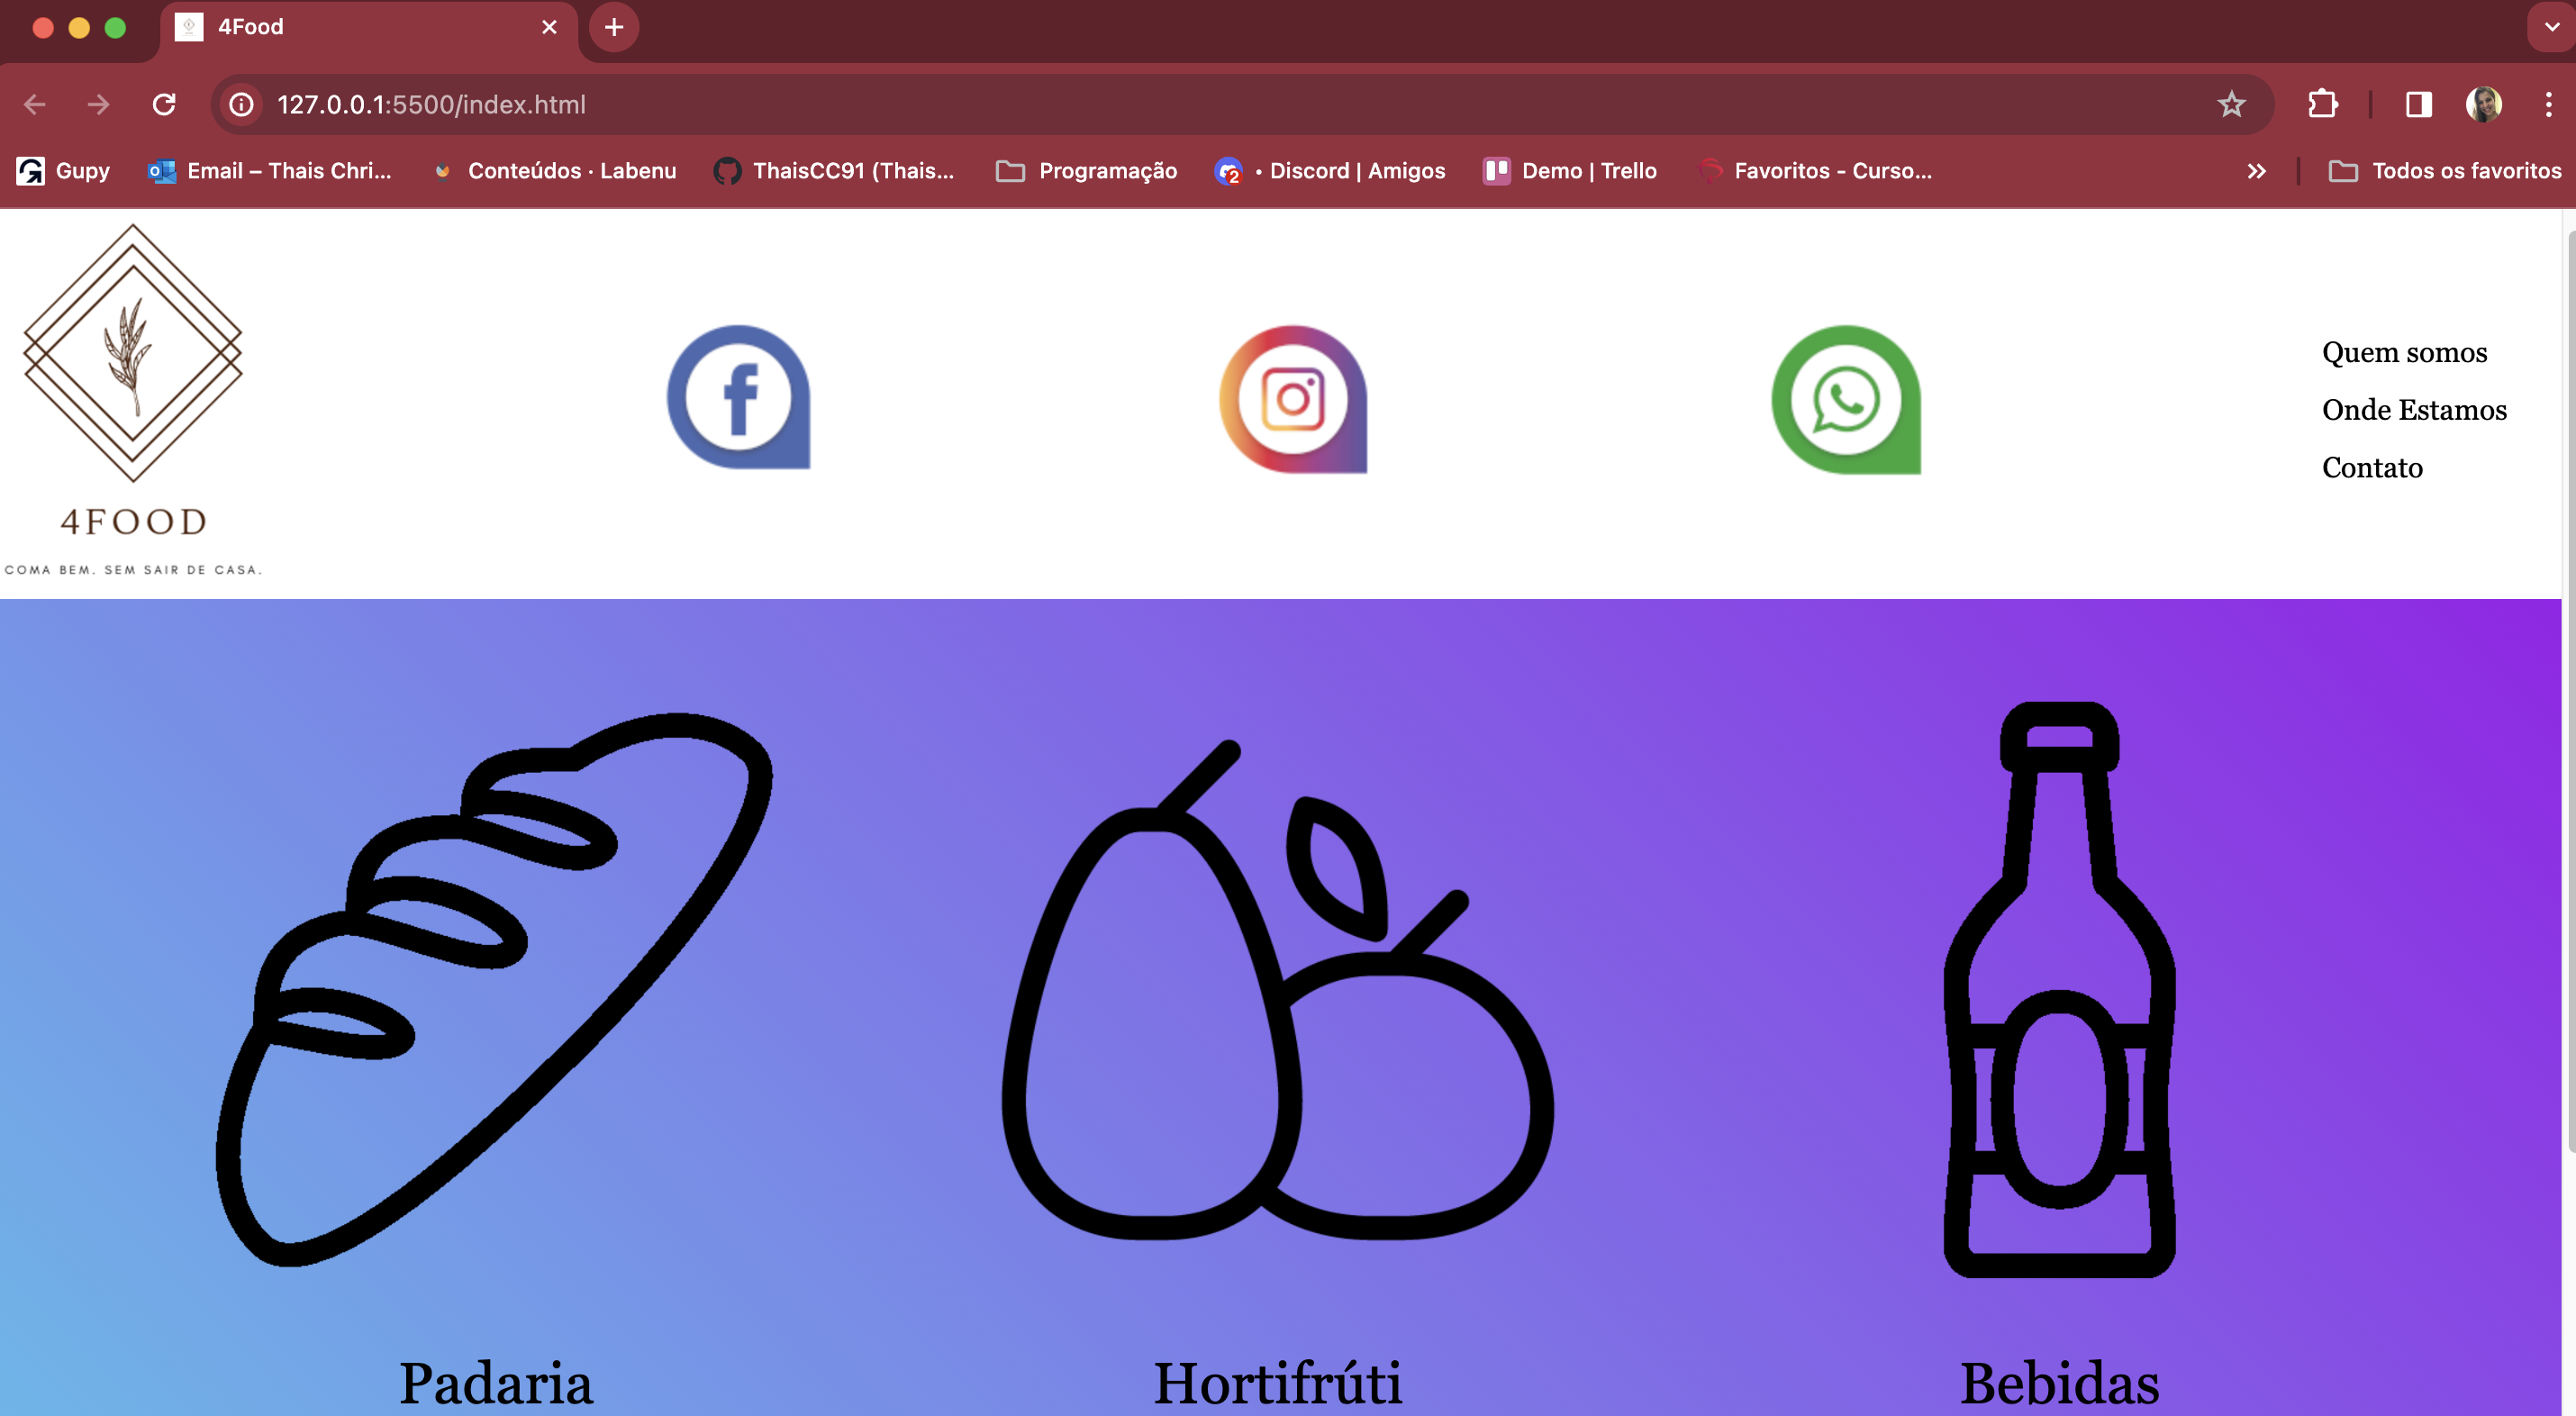 4Food
127.0.0.1:5500/index.html
Gupy Email – Thais Chri... Conteúdos · Labenu ThaisCC91 (Thais... Programação 2 • Discord | Amigos Demo | Trello Favoritos - Curso... Todos os favoritos
4FOOD
COMA BEM. SEM SAIR DE CASA.
Quem somos
Onde Estamos
Contato
Padaria Hortifrúti Bebidas